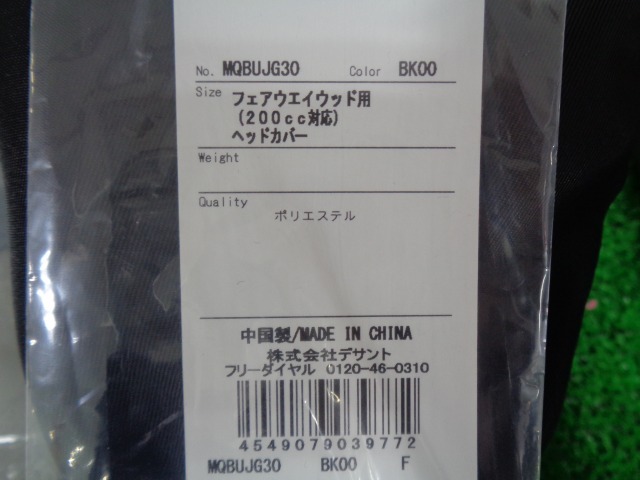 No. MQBUJG30 Color BK00
Size フェアウエイウッド用
(200cc対応)
ヘッドカバー
Weight
Quality
ポリエステル
中国製/MADE IN CHINA
株式会社デサント
フリーダイヤル 0120-46-0310
4549079039772
MQBUJG30 BK00 F